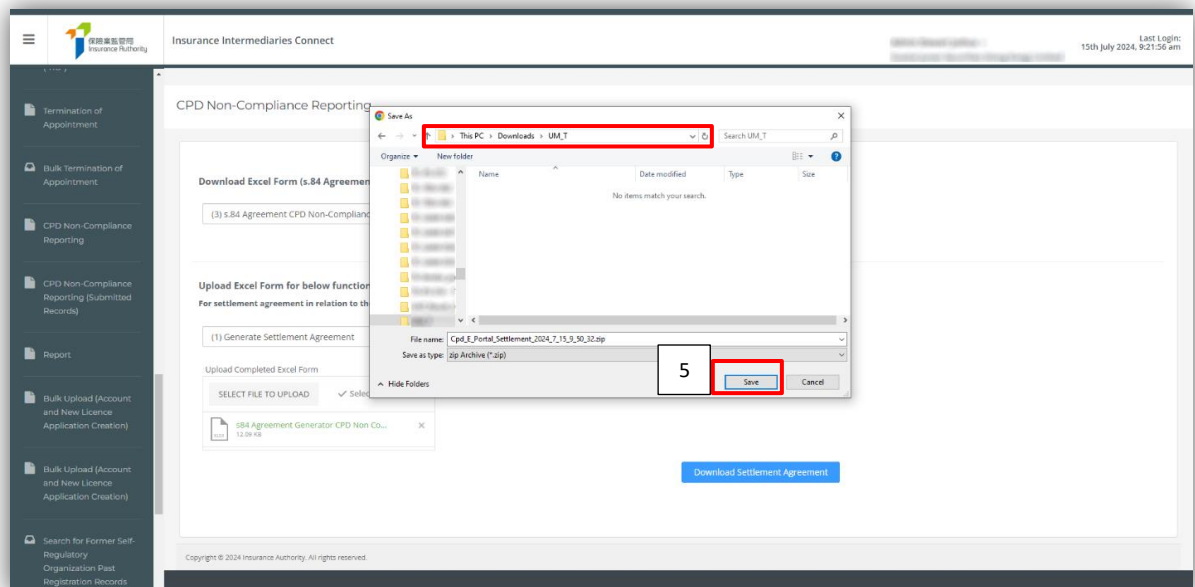 保險業監管局
Insurance Authority
Insurance Intermediaries Connect
Last Login:
15th July 2024, 9:21:56 am
Termination of
Appointment
Bulk Termination of
Appointment
CPD Non-Compliance
Reporting
CPD Non-Compliance
Reporting (Submitted
Records)
Report
Bulk Upload (Account
and New Licence
Application Creation)
Bulk Upload (Account
and New Licence
Application Creation)
Search for Former Self-
Regulatory
Organization Past
Registration Records
CPD Non-Compliance Reporting
Download Excel Form (s.84 Agreemen
(3) s.84 Agreement CPD Non-Complianc
Upload Excel Form for below function
For settlement agreement in relation to th
(1) Generate Settlement Agreement
Upload Completed Excel Form
SELECT FILE TO UPLOAD
Selec
s84 Agreement Generator CPD Non Co...
12.09 KB
Save As
This PC > Downloads > UM_T
Search UM_T
Organize
New folder
Name
Date modified
Type
Size
No items match your search.
File name: Cpd_E_Portal_Settlement_2024_7_15_9_50_32.zip
Save as type: zip Archive (*.zip)
5
Hide Folders
Save
Cancel
Download Settlement Agreement
Copyright © 2024 Insurance Authority. All rights reserved.